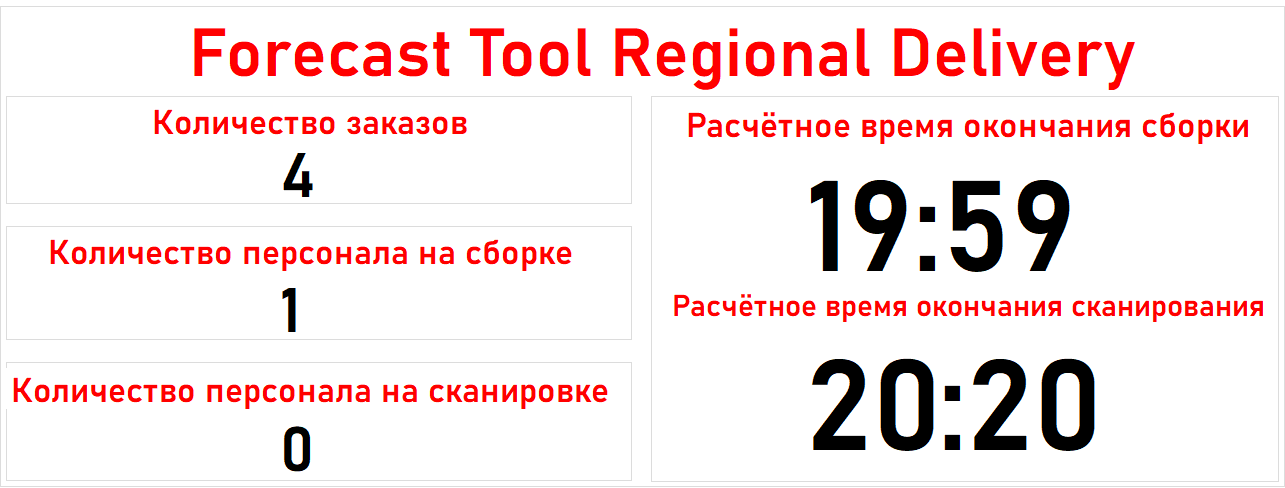 Forecast Tool Regional Delivery
Количество заказов
4
Количество персонала на сборке
1
Количество персонала на сканировке
0
Расчётное время окончания сборки
19:59
Расчётное время окончания сканирования
20:20